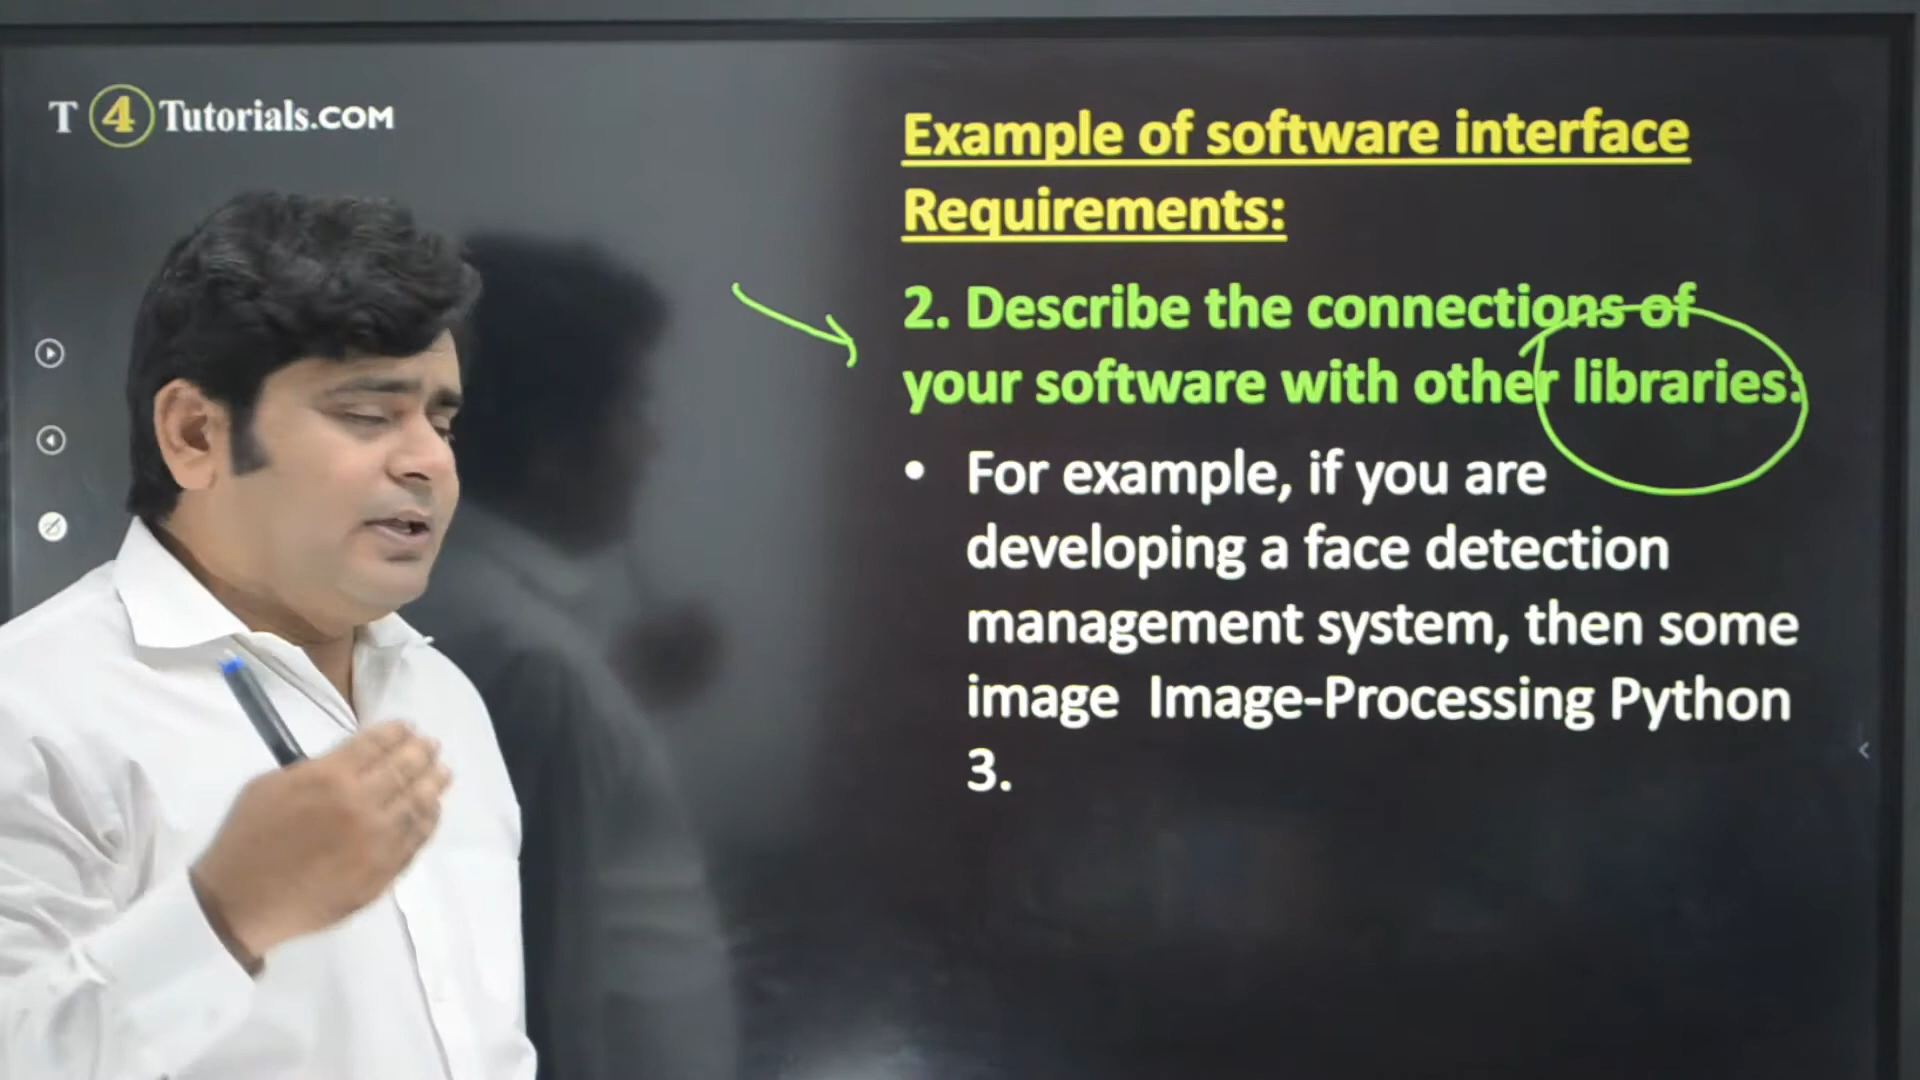 T 4 Tutorials.COM
Example of software interface
Requirements:
2. Describe the connections of
your software with other libraries:
• For example, if you are
developing a face detection
management system, then some
image  Image-Processing Python
3.